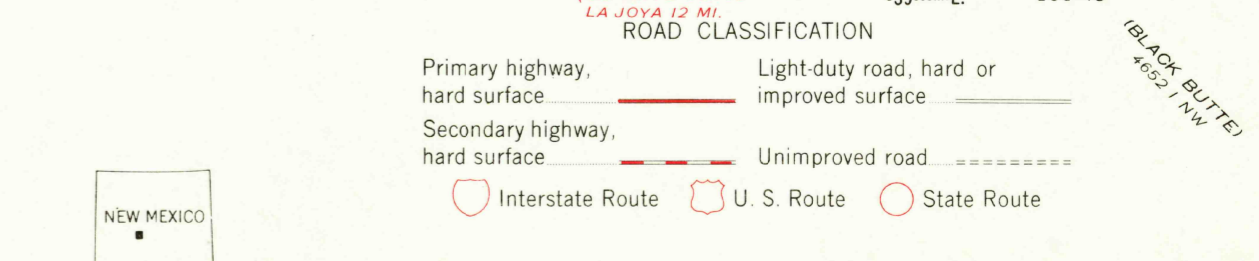 LA JOYA 12 MI.
ROAD CLASSIFICATION
Primary highway,
hard surface
Light-duty road, hard or
improved surface
Secondary highway,
hard surface
Unimproved road
Interstate Route
U. S. Route
State Route
(BLACK BUTTE)
4652 I NW
NEW MEXICO